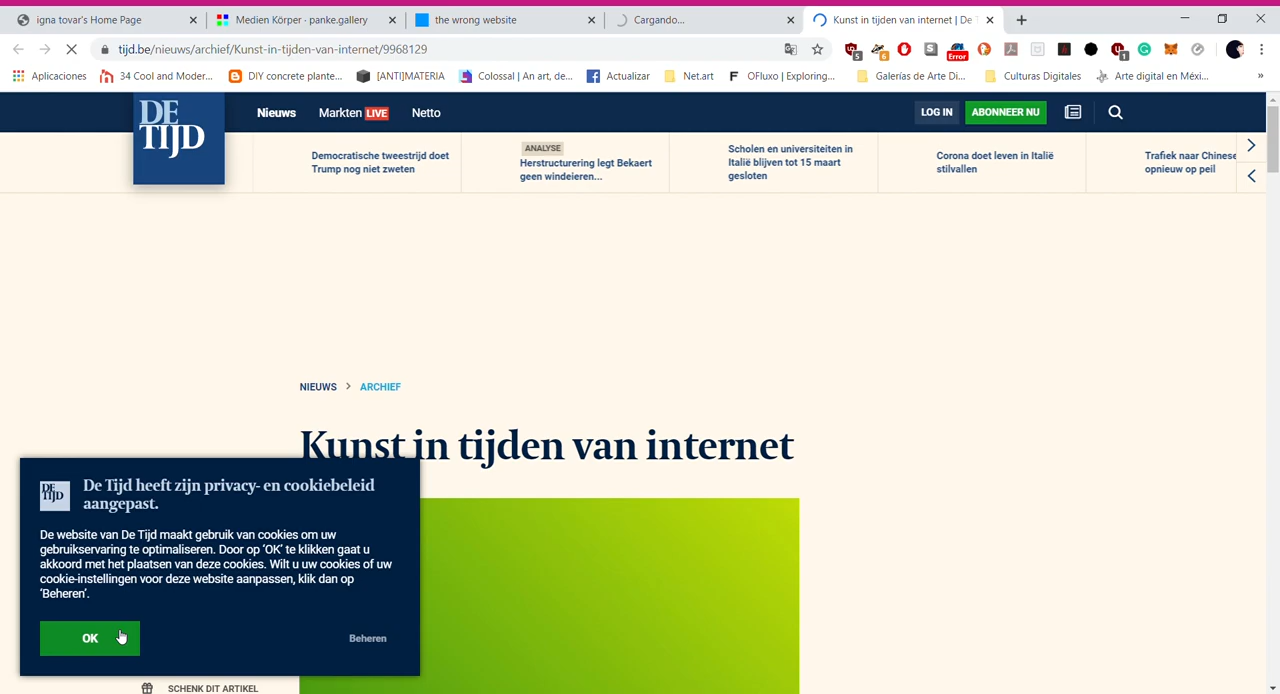 igna tovar's Home Page
Medien Körper · panke.gallery
the wrong website
Cargando...
Kunst in tijden van internet | De
tijd.be/nieuws/archief/Kunst-in-tijden-van-internet/9968129
5
6
Error
1
Aplicaciones
34 Cool and Moder...
DIY concrete plante...
[ANTI]MATERIA
Colossal | An art, de...
Actualizar
Net.art
OFluxo | Exploring...
Galerías de Arte Di...
Culturas Digitales
Arte digital en Méxi...
»
DE
TIJD
Nieuws
Markten LIVE
Netto
LOG IN
ABONNEER NU
Democratische tweestrijd doet
Trump nog niet zweten
ANALYSE
Herstructurering legt Bekaert
geen windeieren...
Scholen en universiteiten in
Italië blijven tot 15 maart
gesloten
Corona doet leven in Italië
stilvallen
Trafiek naar Chinese
opnieuw op peil
NIEUWS > ARCHIEF
Kunst in tijden van internet
DE
TIJD
De Tijd heeft zijn privacy- en cookiebeleid
aangepast.
De website van De Tijd maakt gebruik van cookies om uw
gebruikservaring te optimaliseren. Door op ‘OK’ te klikken gaat u
akkoord met het plaatsen van deze cookies. Wilt u uw cookies of uw
cookie-instellingen voor deze website aanpassen, klik dan op
‘Beheren’.
OK
Beheren
SCHENK DIT ARTIKEL